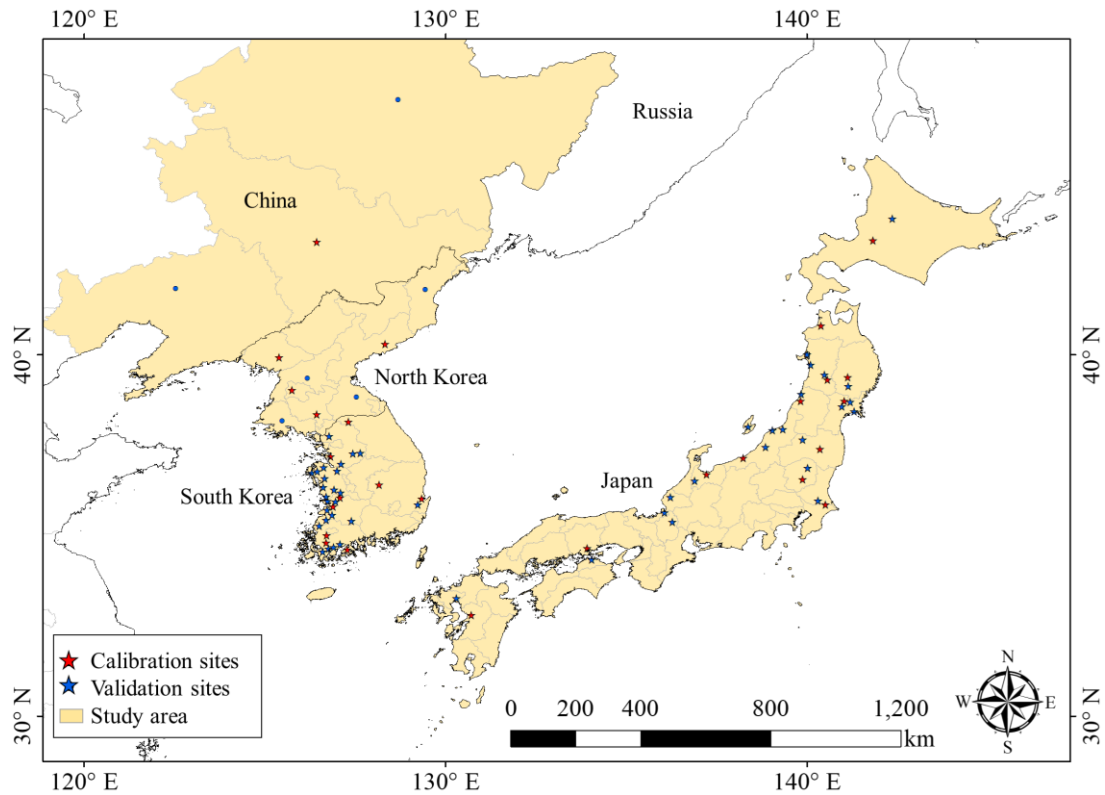 120° E 130° E 140° E
Russia
China
40° N 40° N
North Korea
South Korea
Japan
Calibration sites
Validation sites
Study area
N
W E
S
0 200 400 800 1,200
km
30° N 30° N
120° E 130° E 140° E